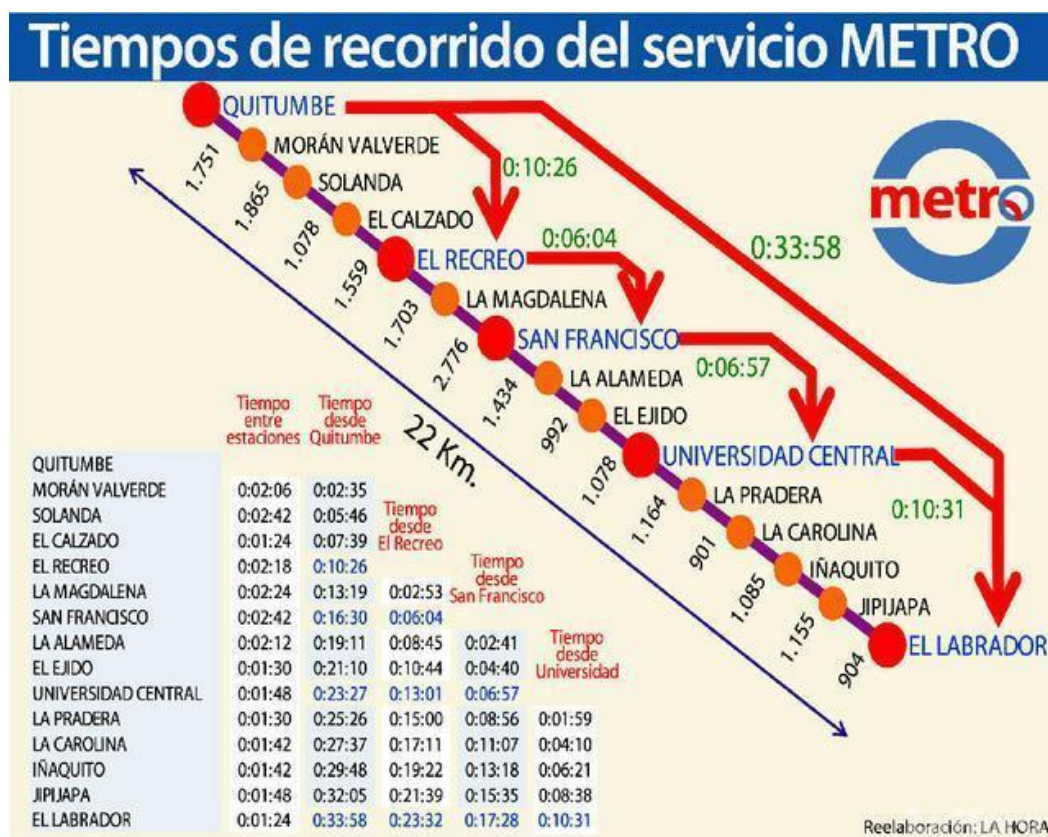 Tiempos de recorrido del servicio METRO
QUITUMBE
MORÁN VALVERDE
SOLANDA
EL CALZADO
EL RECREO
LA MAGDALENA
SAN FRANCISCO
LA ALAMEDA
EL EJIDO
UNIVERSIDAD CENTRAL
LA PRADERA
LA CAROLINA
IÑAQUITO
JIPIJAPA
EL LABRADOR
1.751
1.865
1.078
1.559
1.703
2.776
1.434
992
1.078
1.164
901
1.085
1.155
904
22 Km.
0:10:26
0:06:04
0:33:58
0:06:57
0:10:31
metro
Tiempo entre estaciones
Tiempo desde Quitumbe
Tiempo desde El Recreo
Tiempo desde San Francisco
Tiempo desde Universidad
QUITUMBE
MORÁN VALVERDE 0:02:06 0:02:35
SOLANDA 0:02:42 0:05:46
EL CALZADO 0:01:24 0:07:39
EL RECREO 0:02:18 0:10:26
LA MAGDALENA 0:02:24 0:13:19 0:02:53
SAN FRANCISCO 0:02:42 0:16:30 0:06:04
LA ALAMEDA 0:02:12 0:19:11 0:08:45 0:02:41
EL EJIDO 0:01:30 0:21:10 0:10:44 0:04:40
UNIVERSIDAD CENTRAL 0:01:48 0:23:27 0:13:01 0:06:57
LA PRADERA 0:01:30 0:25:26 0:15:00 0:08:56 0:01:59
LA CAROLINA 0:01:42 0:27:37 0:17:11 0:11:07 0:04:10
IÑAQUITO 0:01:42 0:29:48 0:19:22 0:13:18 0:06:21
JIPIJAPA 0:01:48 0:32:05 0:21:39 0:15:35 0:08:38
EL LABRADOR 0:01:24 0:33:58 0:23:32 0:17:28 0:10:31
Reelaboración: LA HORA